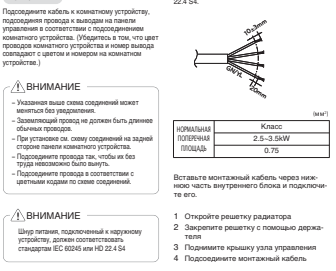 Подсоедините кабель к комнатному устройству,
подсоединяя провод к выводам на панели
управления в соответствии с подсоединением
комнатного устройства. (Убедитесь в том, что цвет
проводов комнатного устройства и номер вывода
совпадают с цветом и номером на комнатном
устройстве.)
ВНИМАНИЕ
– Указанная выше схема соединений может
меняться без уведомления.
– Заземляющий провод не должен быть длиннее
обычных проводов.
– При установке см. схему соединений на задней
стороне панели комнатного устройства.
– Подсоедините провода так, чтобы их без
труда невозможно было вынуть.
– Подсоедините провода в соответствии с
цветными кодами по схеме соединений.
ВНИМАНИЕ
Шнур питания, подключенный к наружному
устройству, должен соответствовать
стандартам IEC 60245 или HD 22.4 S4
22.4 S4.
10±3mm
GN/YL
20mm
(мм²)
НОРМАЛЬНАЯ
ПОПЕРЕЧНАЯ
ПЛОЩАДЬ
Класс
2.5~3.5kW
0.75
Вставьте монтажный кабель через ниж-
нюю часть внутреннего блока и подключи-
те его.
1 Откройте решетку радиатора
2 Закрепите решетку с помощью держа-
теля
3 Поднимите крышку узла управления
4 Подсоедините монтажный кабель